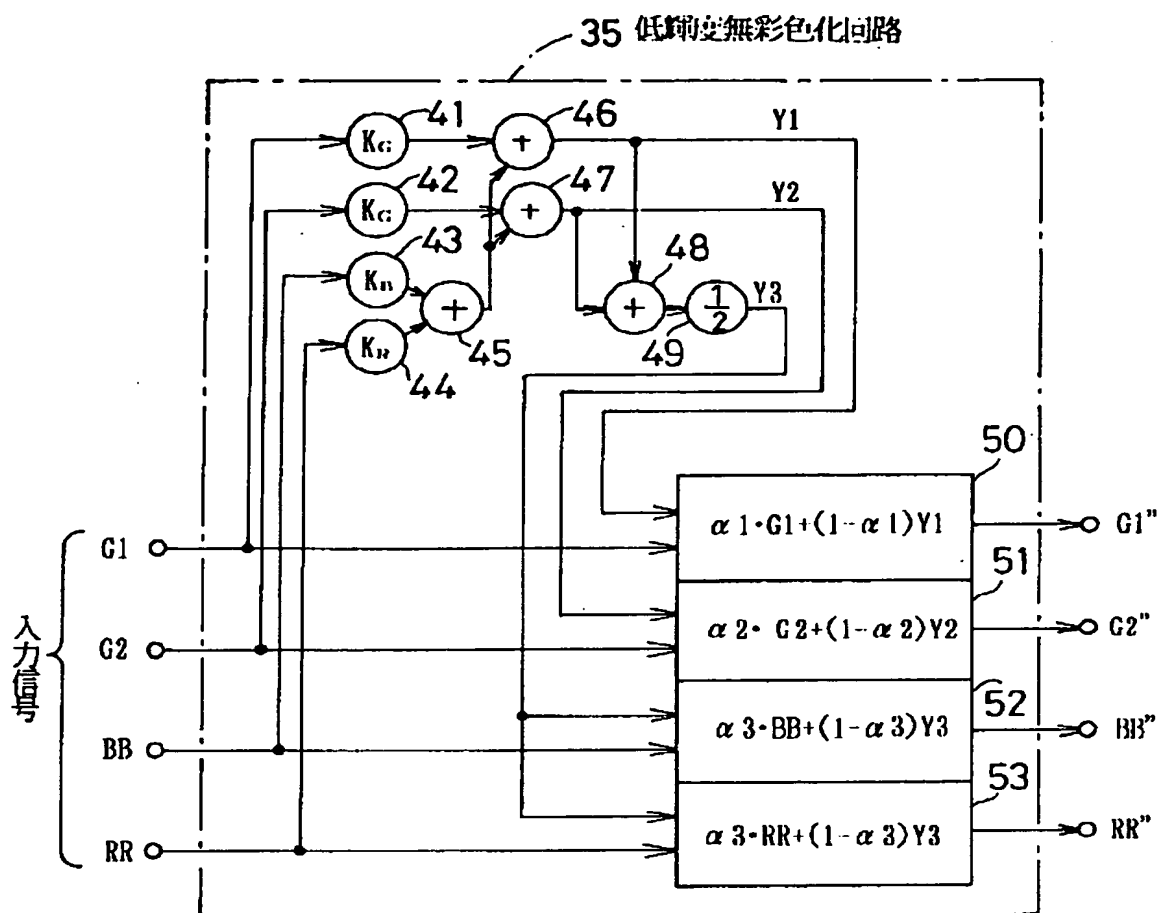 35 低輝度無彩色化回路
41
46
KG
+
Y1
42
47
KG
+
Y2
43
KB
48
+
+
1/2
Y3
45
49
KR
44
50
α1・G1+(1-α1)Y1
G1"
G1
51
α2・G2+(1-α2)Y2
G2"
G2
入力信号
52
α3・BB+(1-α3)Y3
BB"
BB
53
α3・RR+(1-α3)Y3
RR"
RR